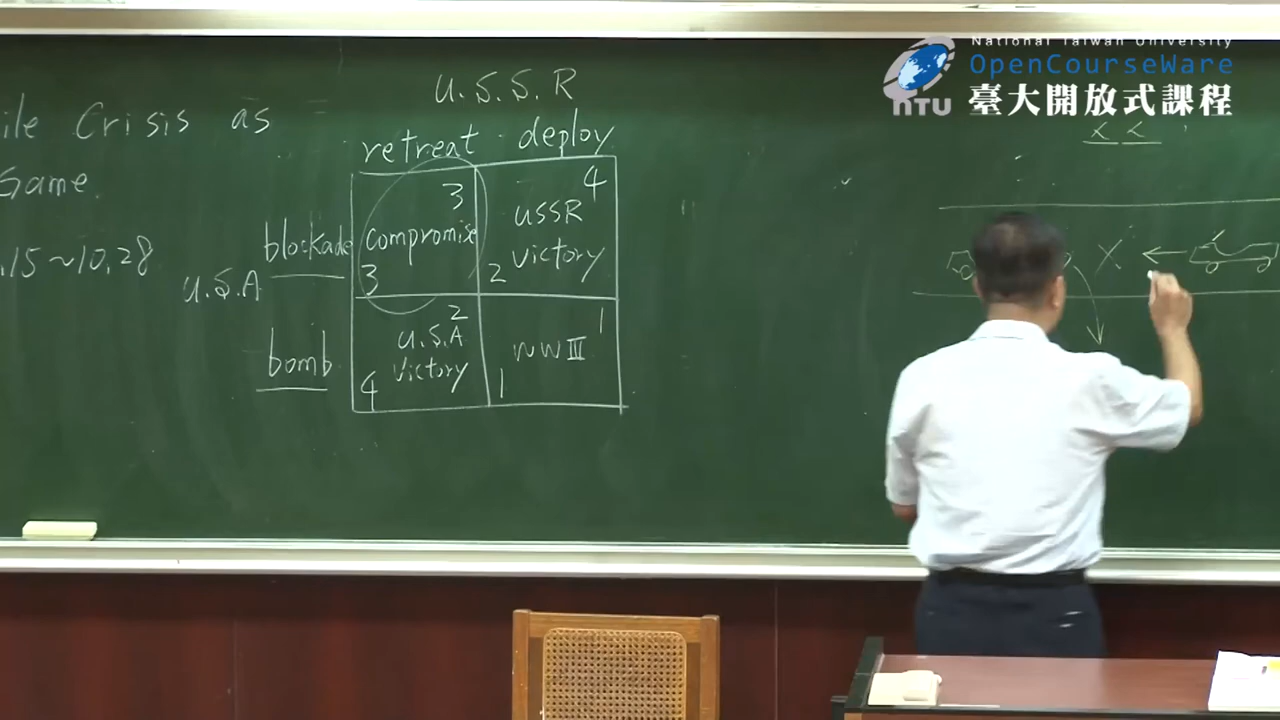 National Taiwan University
OpenCourseWare
NTU 臺大開放式課程
ile Crisis as
Game.
.15~10.28
U.S.S.R
retreat deploy
U.S.A
blockade
bomb
3
compromise
3
4
USSR
victory
2
2
U.S.A
victory
4
1
WW III
1
X